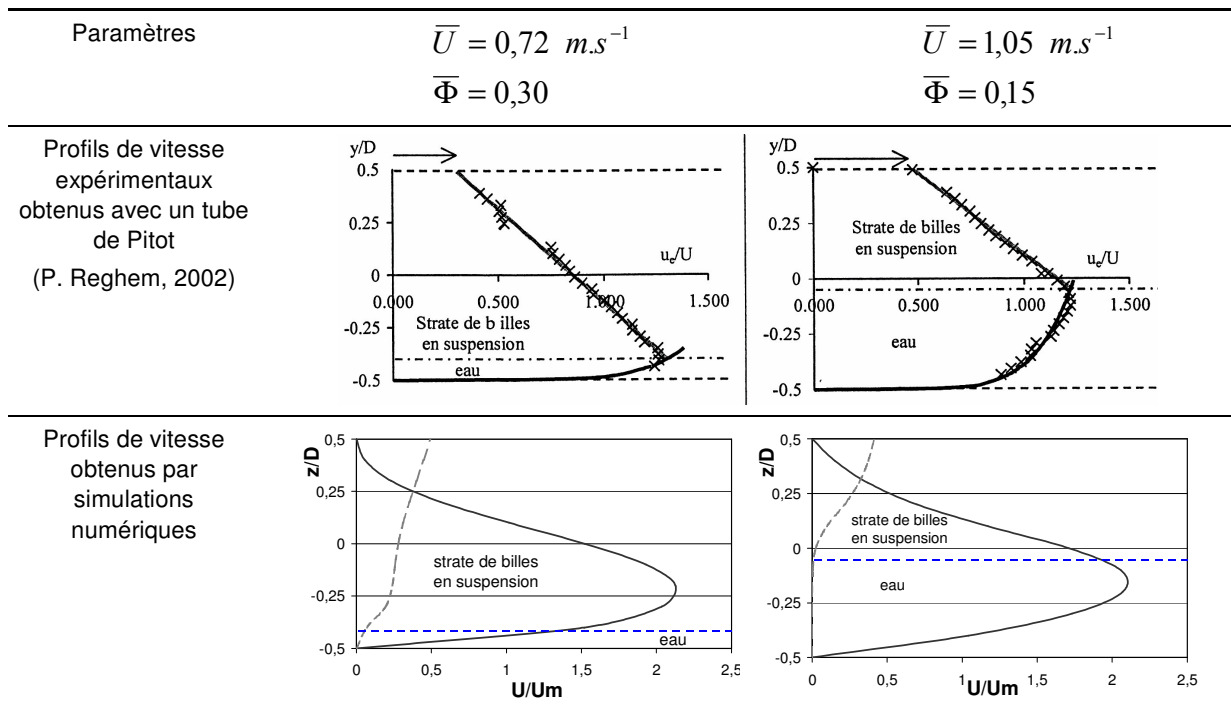 Paramètres
U = 0,72 m.s⁻¹
Φ = 0,30
U = 1,05 m.s⁻¹
Φ = 0,15
Profils de vitesse
expérimentaux
obtenus avec un tube
de Pitot
(P. Reghem, 2002)
y/D
0.5
0.25
0
-0.25
-0.5
u_e/U
0.000 0.500 1.000 1.500
Strate de b illes
en suspension
eau
y/D
0.5
0.25
0
-0.25
-0.5
Strate de billes
en suspension
u_e/U
0.000 0.500 1.000 1.500
eau
Profils de vitesse
obtenus par
simulations
numériques
z/D
0,5
0,25
0
-0,25
-0,5
strate de billes
en suspension
eau
0 0,5 1 1,5 2 2,5
U/Um
z/D
0,5
0,25
0
-0,25
-0,5
strate de billes
en suspension
eau
0 0,5 1 1,5 2 2,5
U/Um